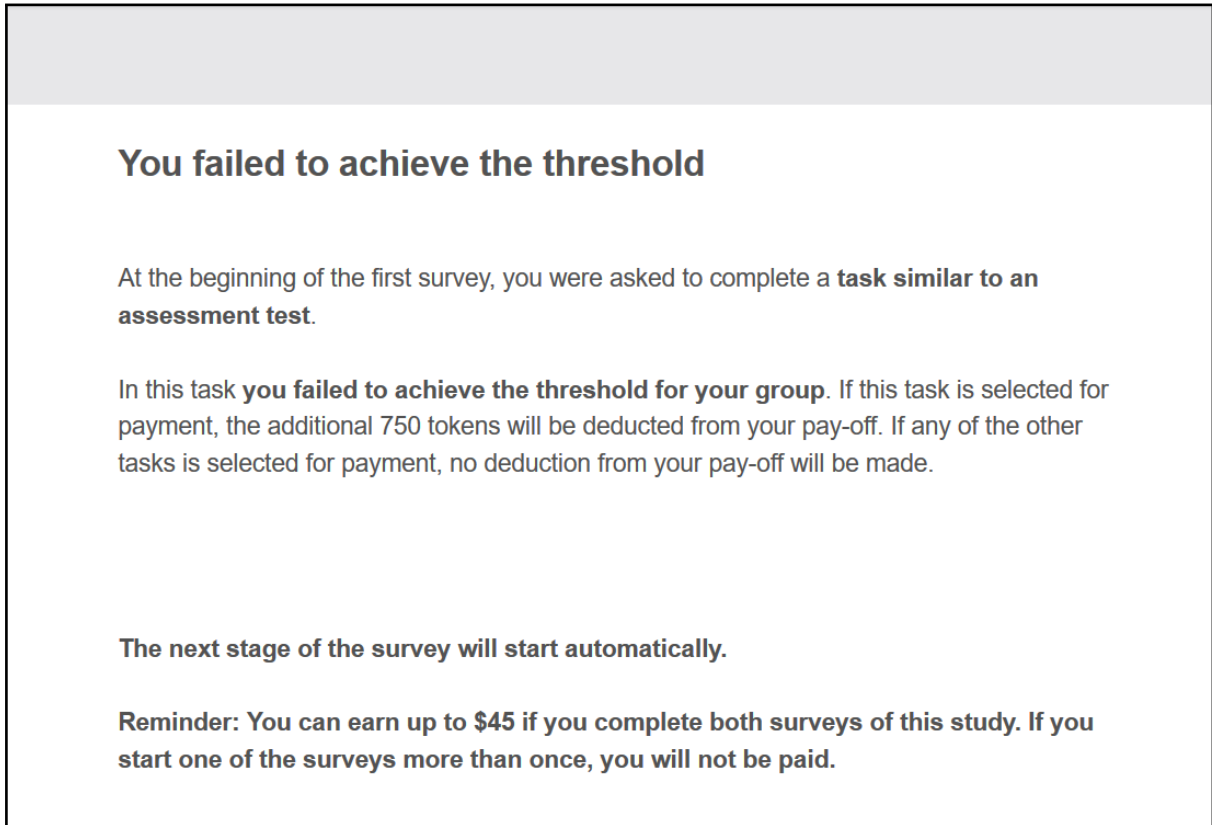 You failed to achieve the threshold
At the beginning of the first survey, you were asked to complete a task similar to an
assessment test.
In this task you failed to achieve the threshold for your group. If this task is selected for
payment, the additional 750 tokens will be deducted from your pay-off. If any of the other
tasks is selected for payment, no deduction from your pay-off will be made.
The next stage of the survey will start automatically.
Reminder: You can earn up to $45 if you complete both surveys of this study. If you
start one of the surveys more than once, you will not be paid.